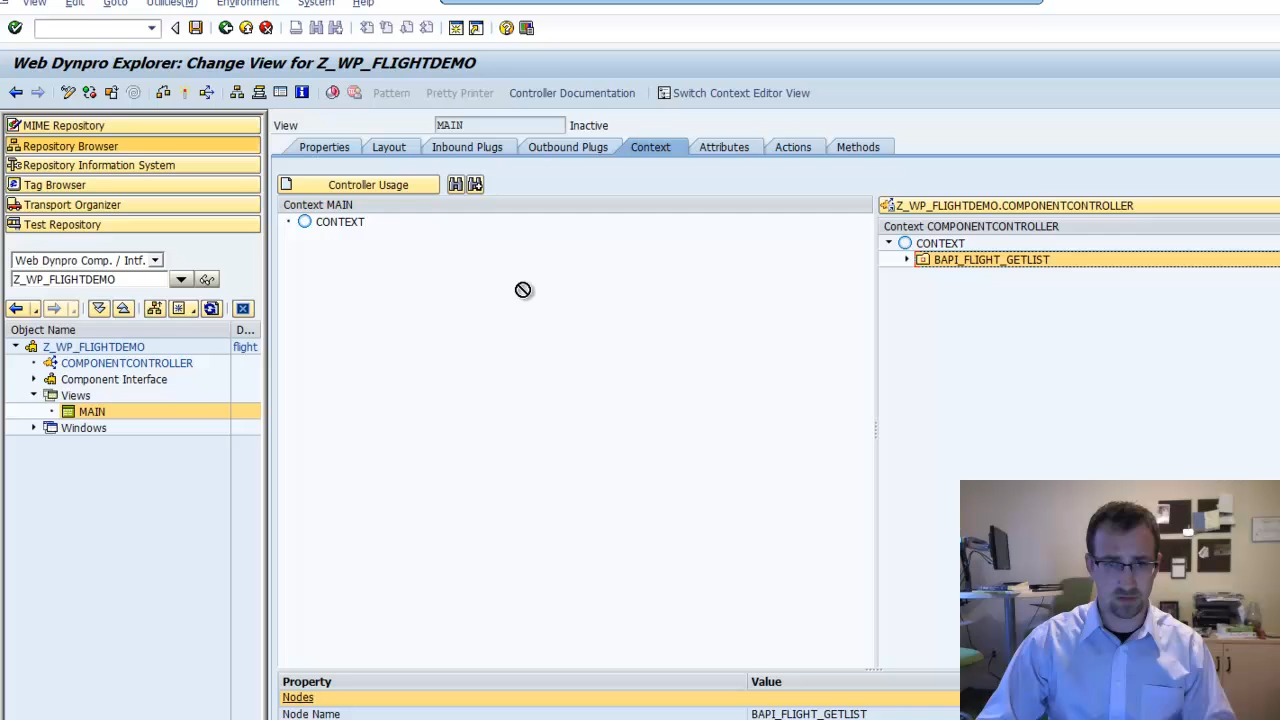 View Edit Goto Utilities(M) Environment System Help
Web Dynpro Explorer: Change View for Z_WP_FLIGHTDEMO
Pattern Pretty Printer Controller Documentation Switch Context Editor View
MIME Repository
Repository Browser
Repository Information System
Tag Browser
Transport Organizer
Test Repository
Web Dynpro Comp. / Intf.
Z_WP_FLIGHTDEMO
Object Name D...
Z_WP_FLIGHTDEMO flight
COMPONENTCONTROLLER
Component Interface
Views
MAIN
Windows
View MAIN Inactive
Properties Layout Inbound Plugs Outbound Plugs Context Attributes Actions Methods
Controller Usage
Context MAIN
CONTEXT
Z_WP_FLIGHTDEMO.COMPONENTCONTROLLER
Context COMPONENTCONTROLLER
CONTEXT
BAPI_FLIGHT_GETLIST
Property Value
Nodes
Node Name BAPI_FLIGHT_GETLIST